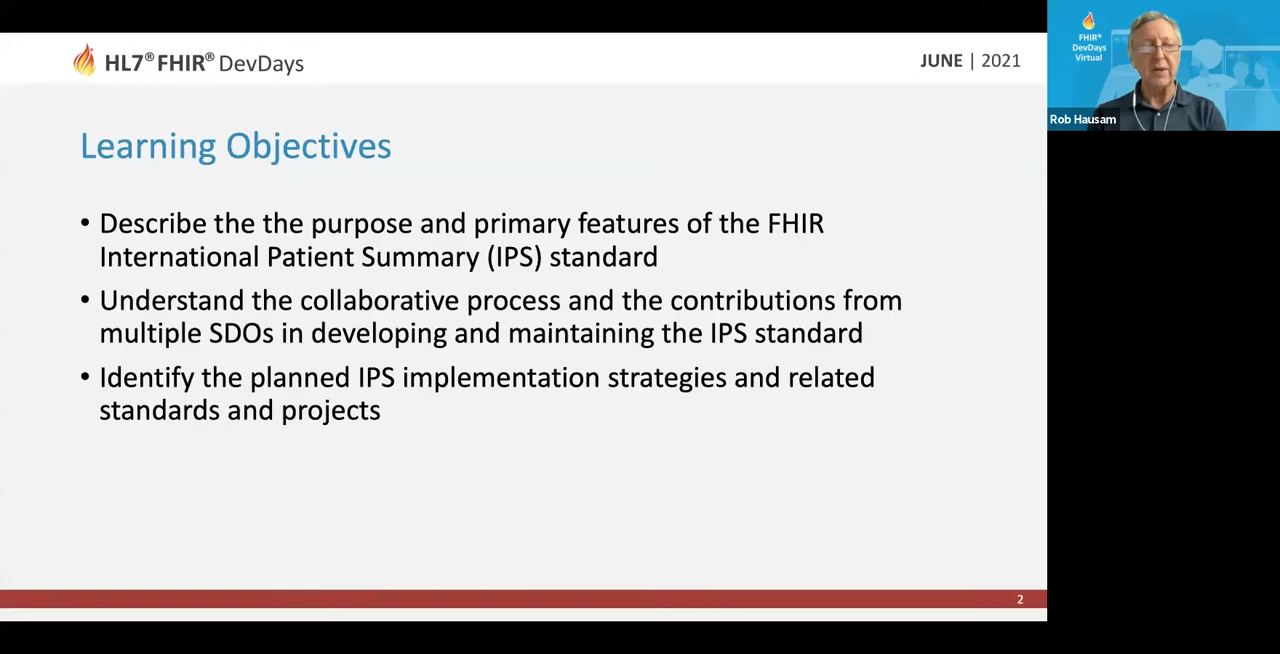 HL7® FHIR® DevDays
JUNE | 2021
Learning Objectives
• Describe the the purpose and primary features of the FHIR
International Patient Summary (IPS) standard
• Understand the collaborative process and the contributions from
multiple SDOs in developing and maintaining the IPS standard
• Identify the planned IPS implementation strategies and related
standards and projects
2
FHIR®
DevDays
Virtual
Rob Hausam